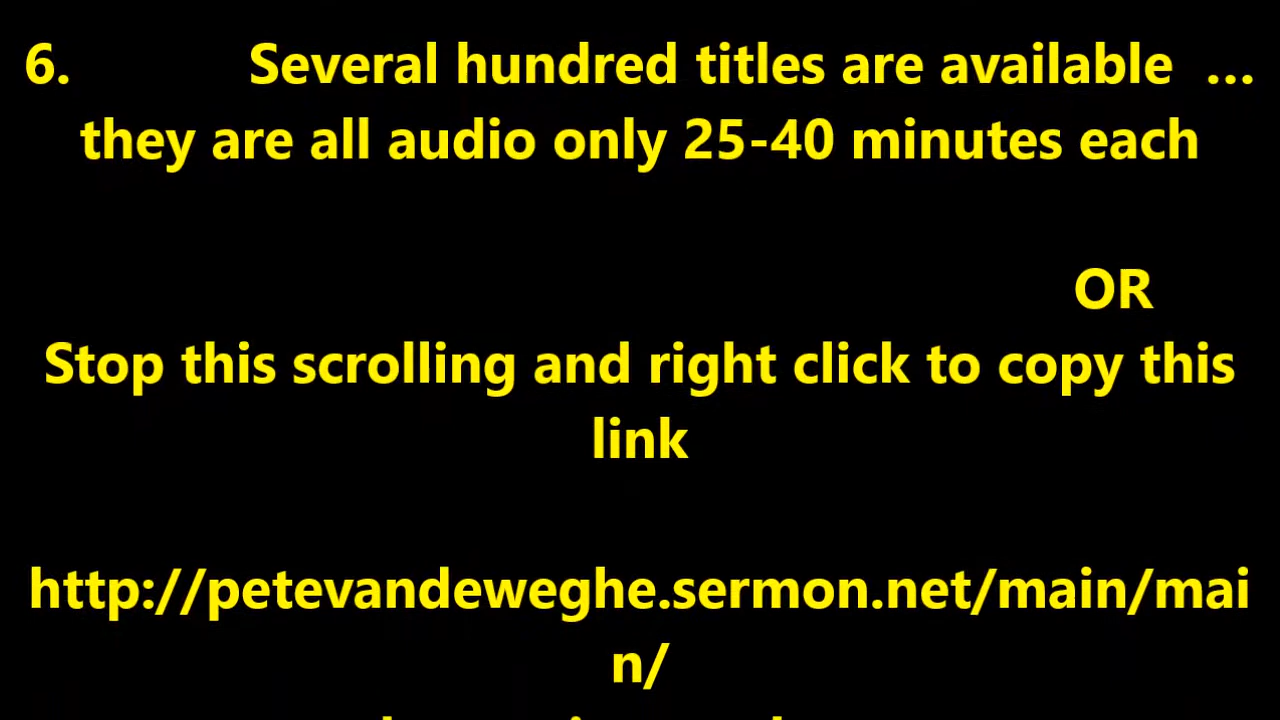 6. Several hundred titles are available ...
they are all audio only 25-40 minutes each
OR
Stop this scrolling and right click to copy this
link
http://petevandeweghe.sermon.net/main/mai
n/